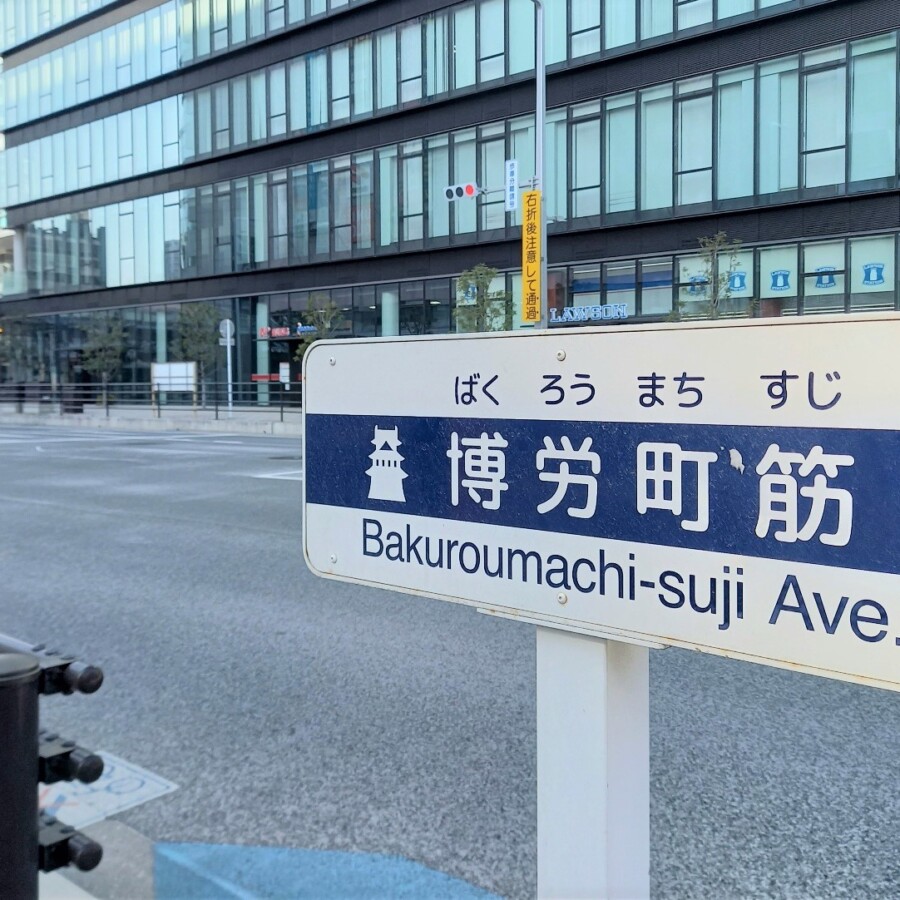 右折後注意して通過
LAWSON
ばく ろう まち すじ
博労町筋
Bakuroumachi-suji Ave.